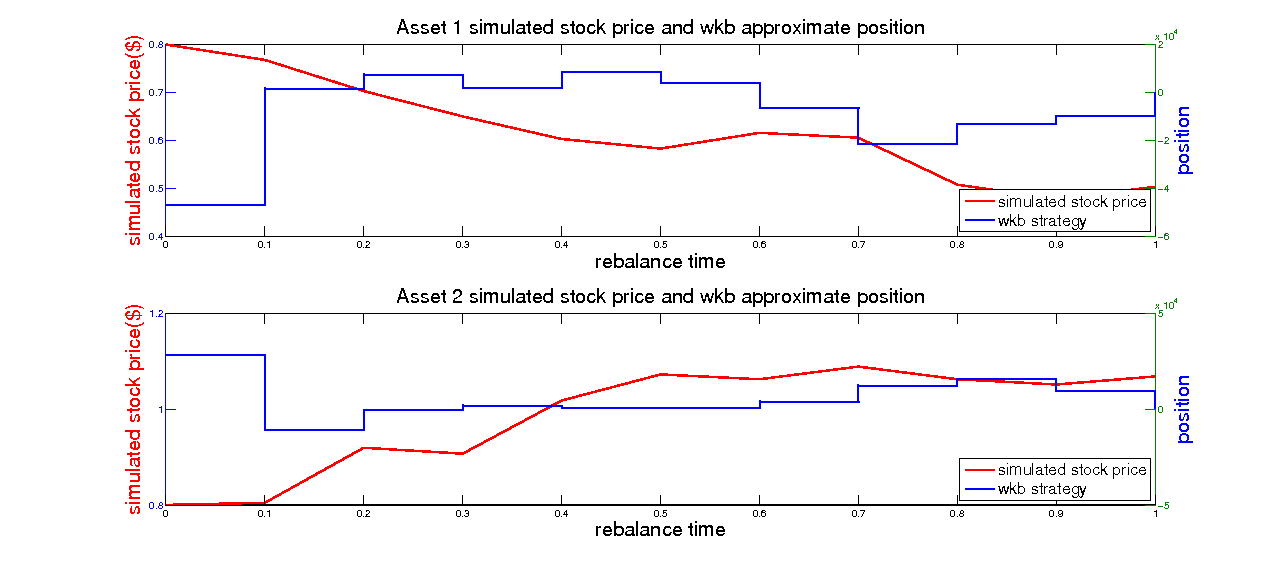 Asset 1 simulated stock price and wkb approximate position
x 10^4
simulated stock price($)
0.8
0.7
0.6
0.5
0.4
2
0
−2
−4
−6
position
simulated stock price
wkb strategy
0 0.1 0.2 0.3 0.4 0.5 0.6 0.7 0.8 0.9 1
rebalance time
Asset 2 simulated stock price and wkb approximate position
x 10^4
simulated stock price($)
1.2
1
0.8
5
0
−5
position
simulated stock price
wkb strategy
0 0.1 0.2 0.3 0.4 0.5 0.6 0.7 0.8 0.9 1
rebalance time